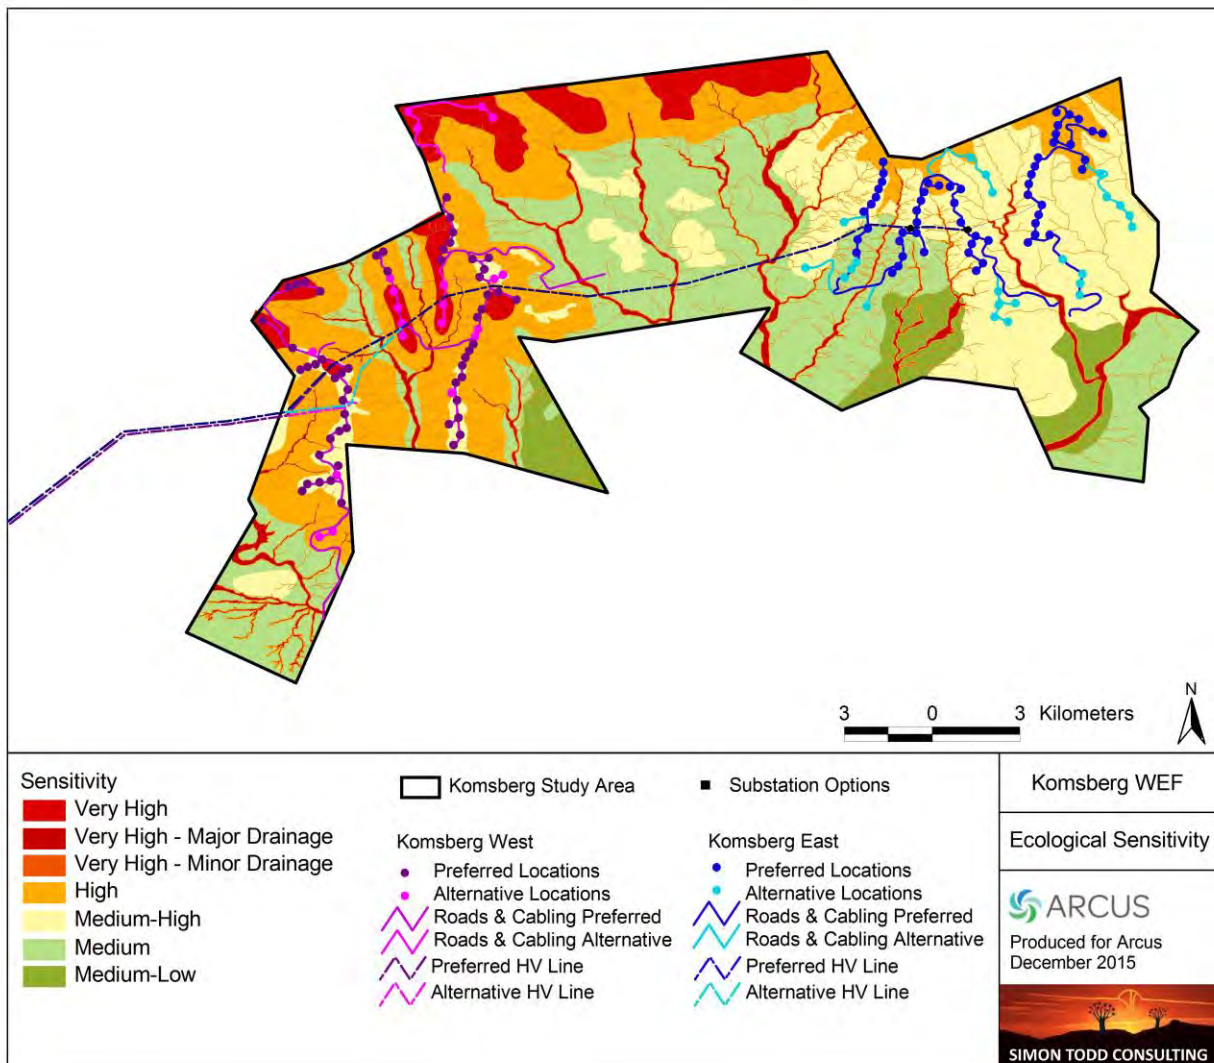 N
3 0 3 Kilometers
Sensitivity
Very High
Very High - Major Drainage
Very High - Minor Drainage
High
Medium-High
Medium
Medium-Low
Komsberg Study Area
Komsberg West
Preferred Locations
Alternative Locations
Roads & Cabling Preferred
Roads & Cabling Alternative
Preferred HV Line
Alternative HV Line
Substation Options
Komsberg East
Preferred Locations
Alternative Locations
Roads & Cabling Preferred
Roads & Cabling Alternative
Preferred HV Line
Alternative HV Line
Komsberg WEF
Ecological Sensitivity
ARCUS
Produced for Arcus
December 2015
SIMON TODD CONSULTING